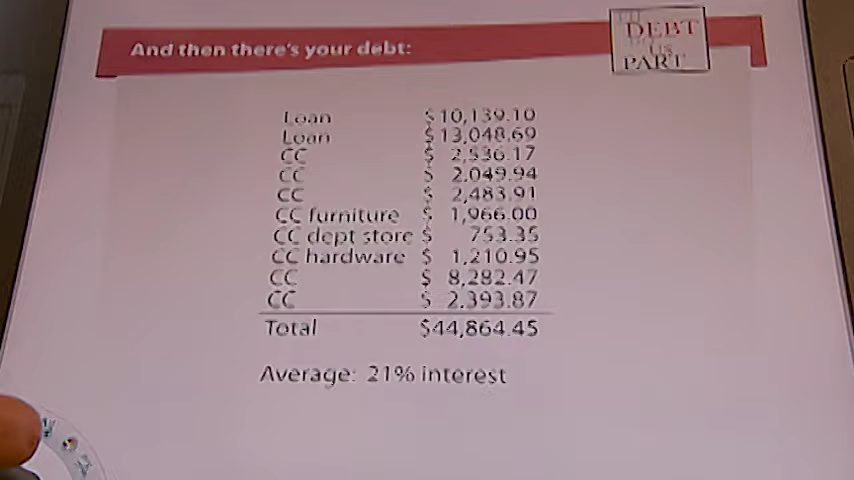 And then there's your debt:
DEBT
US
PART
Loan $10,139.10
Loan $13,048.69
CC $ 2,536.17
CC $ 2,049.94
CC $ 2,483.91
CC furniture $ 1,966.00
CC dept store $ 753.35
CC hardware $ 1,210.95
CC $ 8,282.47
CC $ 2,393.87
Total $44,864.45
Average: 21% interest